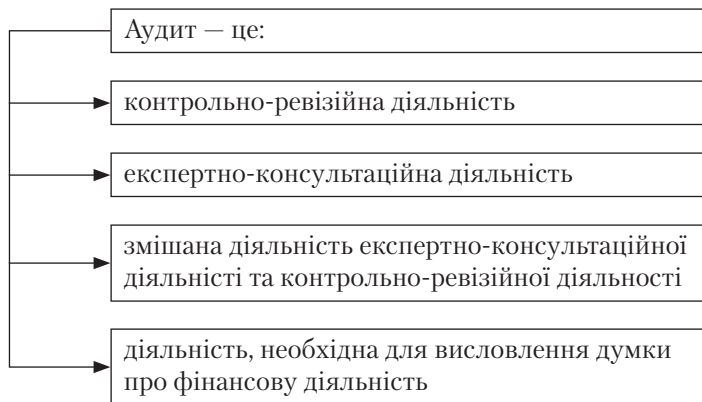 Аудит — це:
контрольно-ревізійна діяльність
експертно-консультаційна діяльність
змішана діяльність експертно-консультаційної
діяльністі та контрольно-ревізійної діяльності
діяльність, необхідна для висловлення думки
про фінансову діяльність